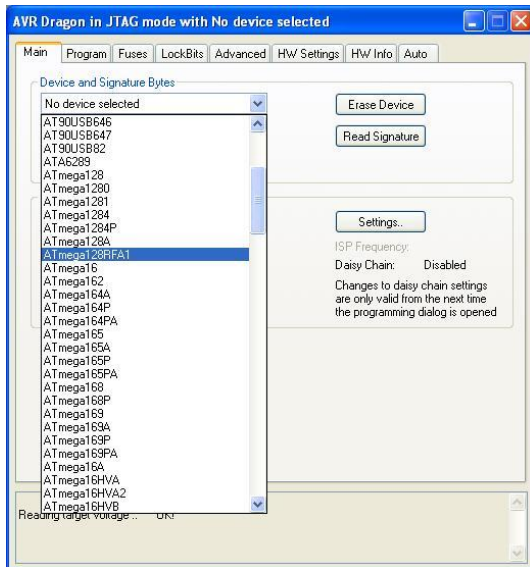 AVR Dragon in JTAG mode with No device selected
Main Program Fuses LockBits Advanced HW Settings HW Info Auto
Device and Signature Bytes
No device selected
Erase Device
Read Signature
AT90USB646
AT90USB647
AT90USB82
ATA6289
ATmega128
ATmega1280
ATmega1281
ATmega1284
ATmega1284P
ATmega128A
ATmega128RFA1
ATmega16
ATmega162
ATmega164A
ATmega164P
ATmega164PA
ATmega165
ATmega165A
ATmega165P
ATmega165PA
ATmega168
ATmega168P
ATmega169
ATmega169A
ATmega169P
ATmega169PA
ATmega16A
ATmega16HVA
ATmega16HVA2
ATmega16HVB
Settings..
ISP Frequency:
Daisy Chain: Disabled
Changes to daisy chain settings
are only valid from the next time
the programming dialog is opened
Reading target voltage .. OK!